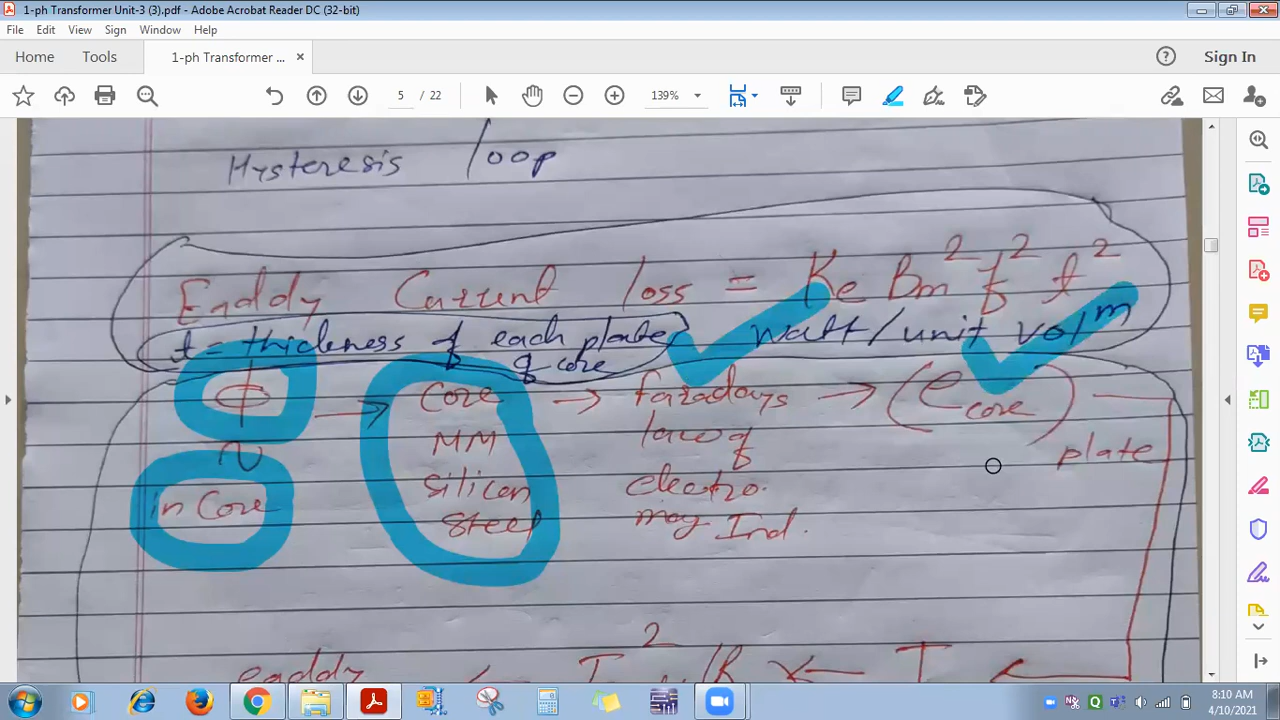 1-ph Transformer Unit-3 (3).pdf - Adobe Acrobat Reader DC (32-bit)
File Edit View Sign Window Help
Home Tools 1-ph Transformer ... × Sign In
5 / 22 139%
Hysteresis loop
Eaddy Current loss = Ke Bm² f² t²
t = thickness of each plate watt/unit volm
of core
ϕ → Core → faradays → (e core)
MM law of plate
in Core silicon electro.
steel mag Ind.
2
eaddy ← I R ← I ←
8:10 AM
4/10/2021